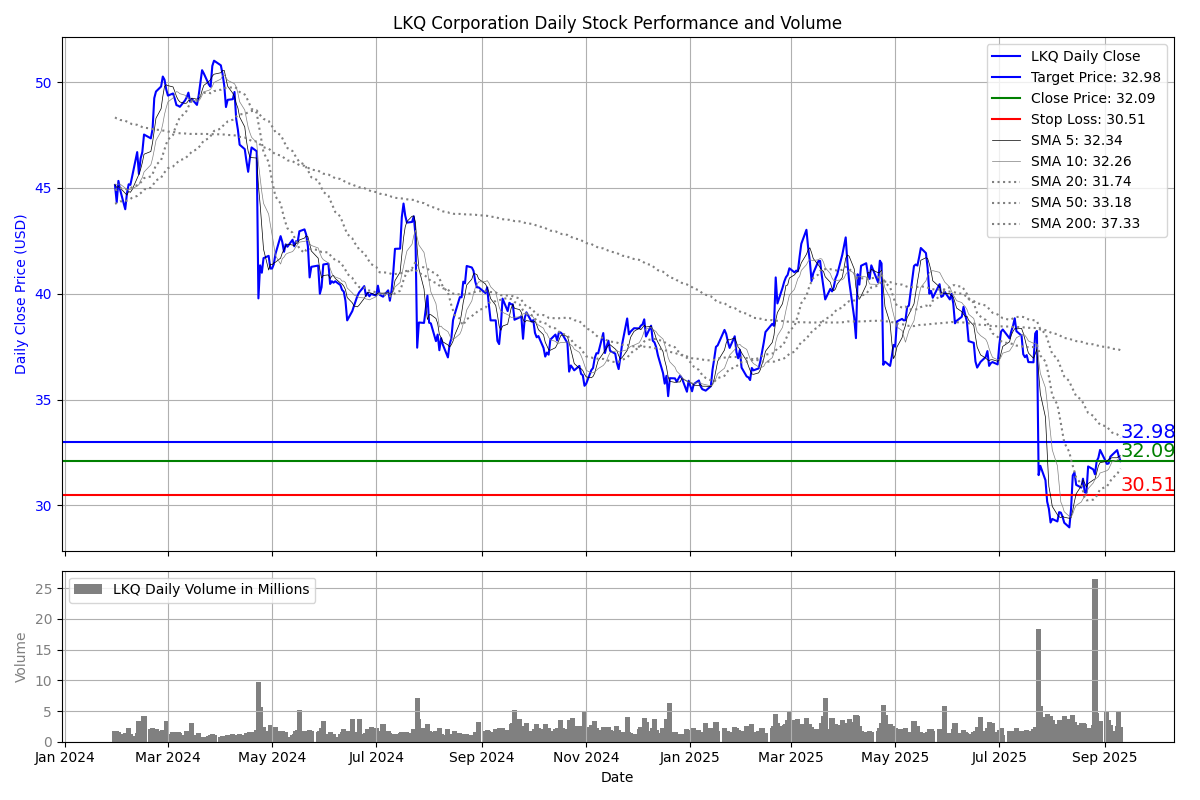 LKQ Corporation Daily Stock Performance and Volume
Daily Close Price (USD)
50
45
40
35
30
LKQ Daily Close
Target Price: 32.98
Close Price: 32.09
Stop Loss: 30.51
SMA 5: 32.34
SMA 10: 32.26
SMA 20: 31.74
SMA 50: 33.18
SMA 200: 37.33
32.98
32.09
30.51
Volume
25
20
15
10
5
0
LKQ Daily Volume in Millions
Jan 2024
Mar 2024
May 2024
Jul 2024
Sep 2024
Nov 2024
Jan 2025
Mar 2025
May 2025
Jul 2025
Sep 2025
Date